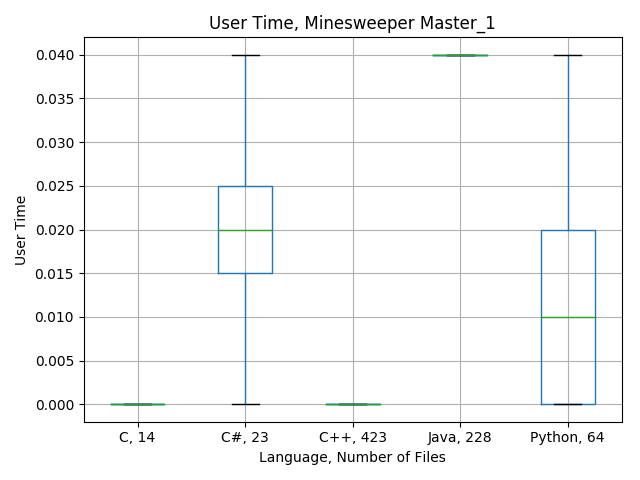 User Time, Minesweeper Master_1
0.040
0.035
0.030
0.025
0.020
0.015
0.010
0.005
0.000
User Time
C, 14
C#, 23
C++, 423
Java, 228
Python, 64
Language, Number of Files